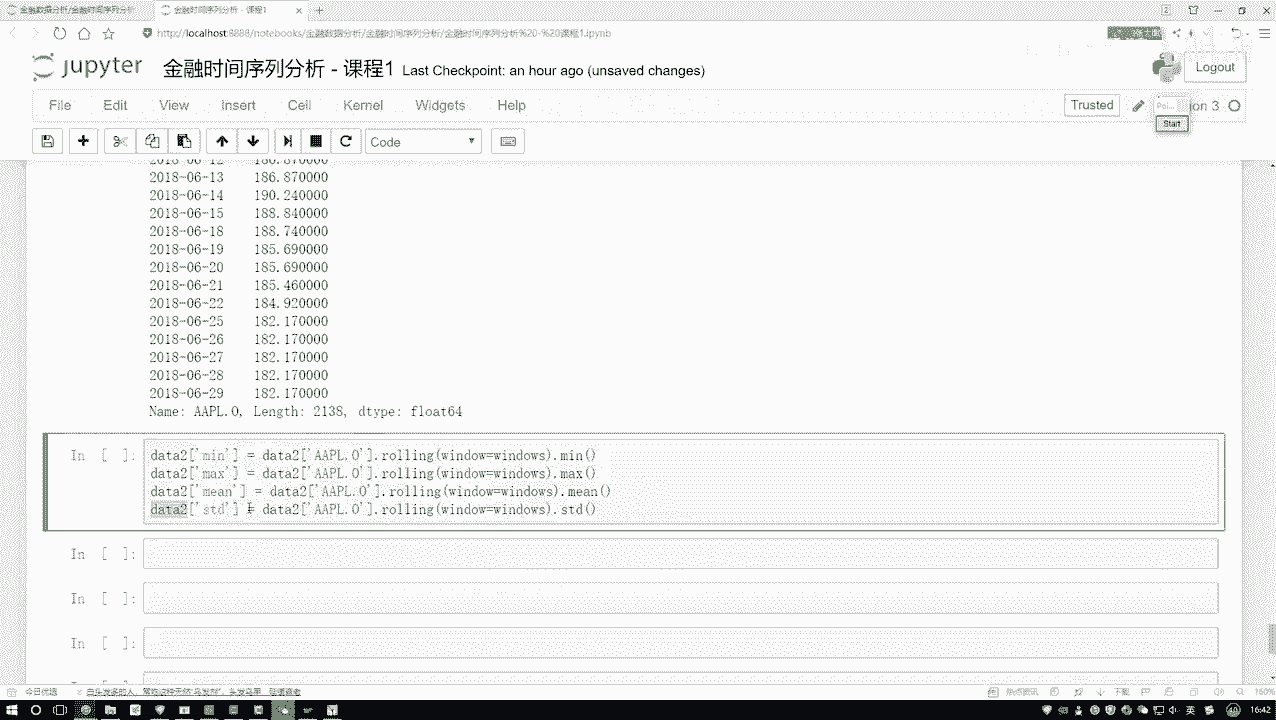 金融数据分析/金融时间序列分析
金融时间序列分析 - 课程1
http://localhost:8888/notebooks/金融数据分析/金融时间序列分析/金融时间序列分析%20-%20课程1.ipynb
jupyter 金融时间序列分析 - 课程1 Last Checkpoint: an hour ago (unsaved changes)
Logout
File Edit View Insert Cell Kernel Widgets Help
Trusted
on 3
Start
Code
2018-06-12
2018-06-13 186.870000
2018-06-14 190.240000
2018-06-15 188.840000
2018-06-18 188.740000
2018-06-19 185.690000
2018-06-20 185.690000
2018-06-21 185.460000
2018-06-22 184.920000
2018-06-25 182.170000
2018-06-26 182.170000
2018-06-27 182.170000
2018-06-28 182.170000
2018-06-29 182.170000
Name: AAPL.O, Length: 2138, dtype: float64
In [ ]:
data2['min'] = data2['AAPL.O'].rolling(window=windows).min()
data2['max'] = data2['AAPL.O'].rolling(window=windows).max()
data2['mean'] = data2['AAPL.O'].rolling(window=windows).mean()
data2['std'] = data2['AAPL.O'].rolling(window=windows).std()
In [ ]:
In [ ]:
In [ ]:
今日优选
160%
英
16:42